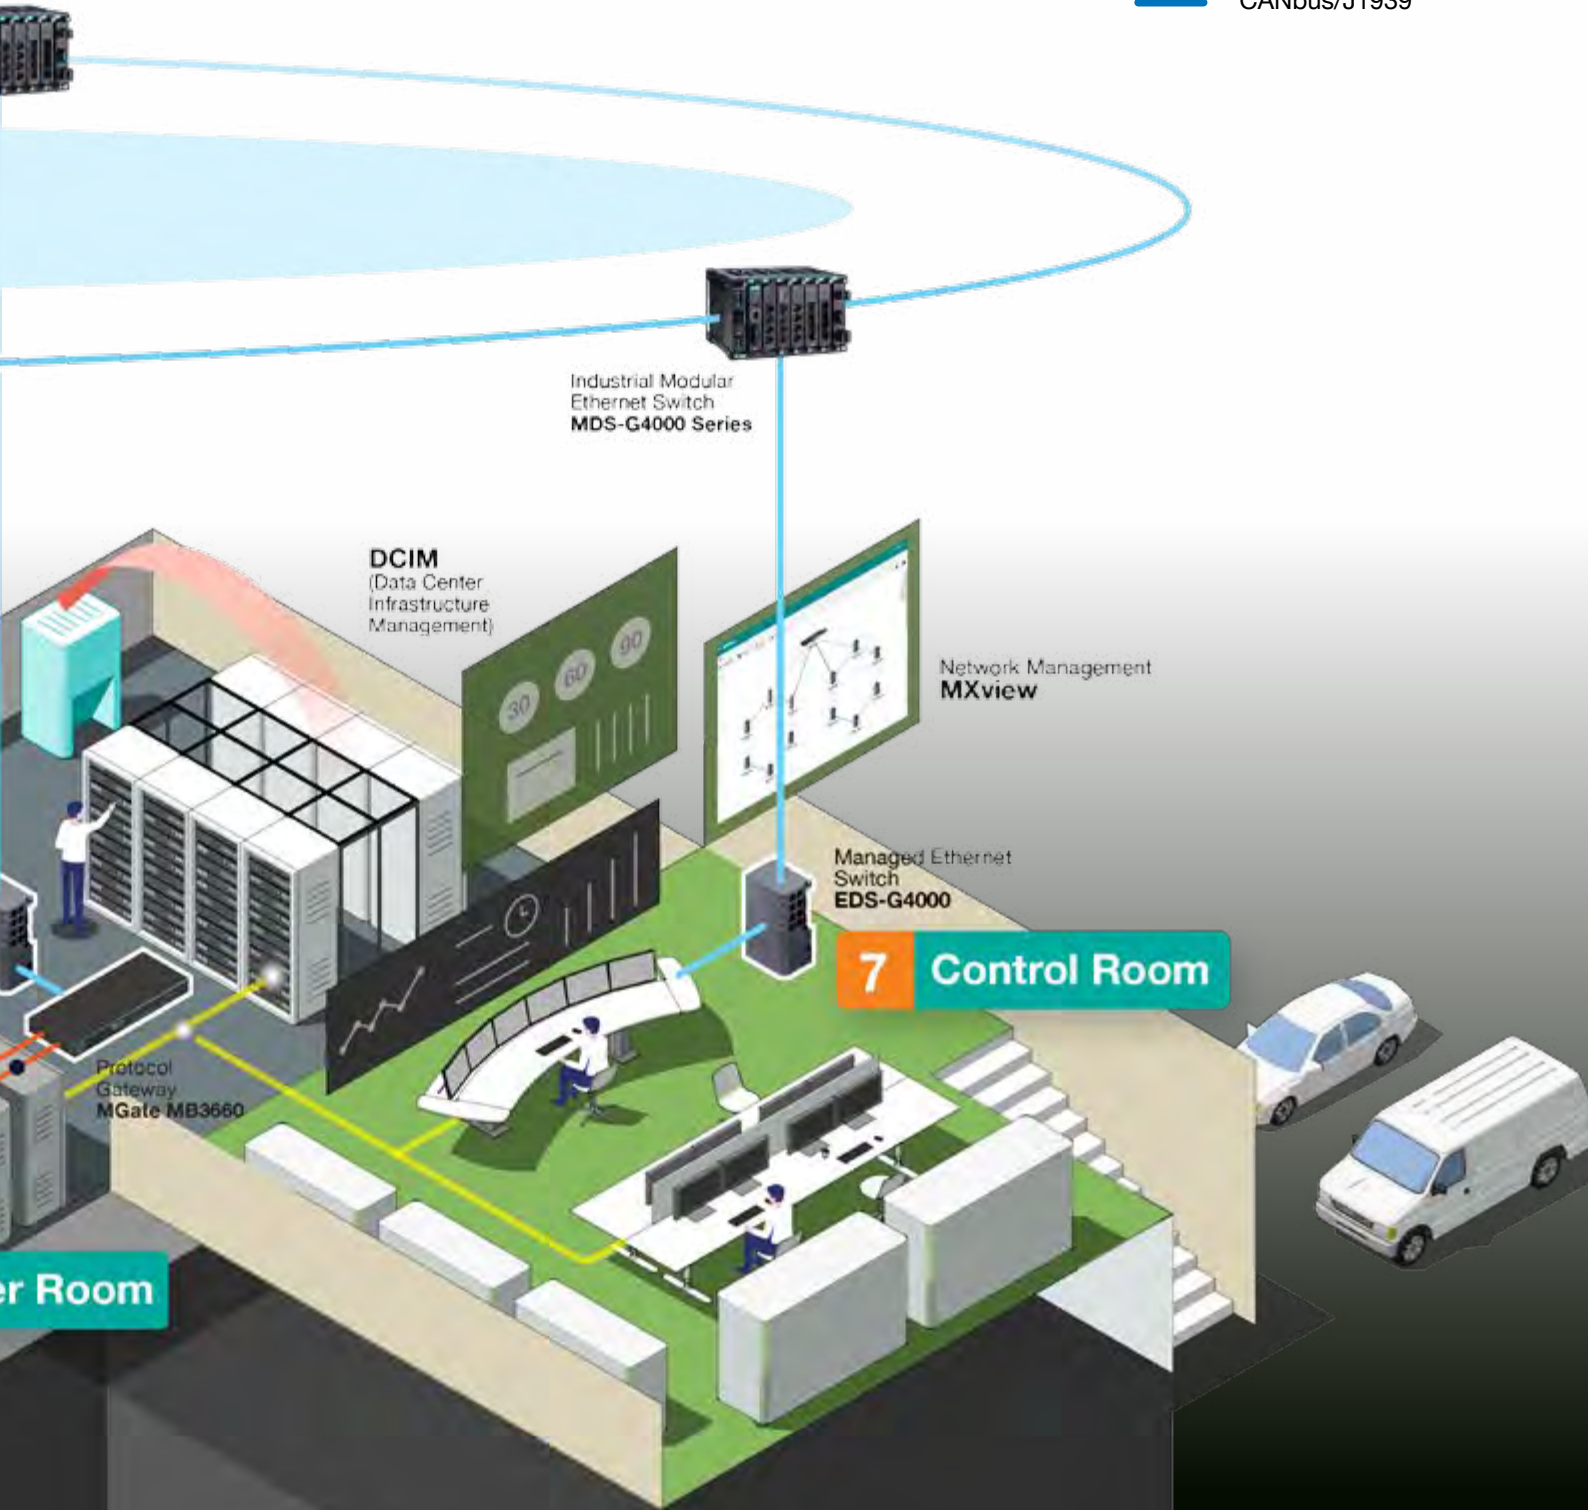 CANbus/J1939
Industrial Modular
Ethernet Switch
MDS-G4000 Series
DCIM
(Data Center
Infrastructure
Management)
30
60
90
Network Management
MXview
Managed Ethernet
Switch
EDS-G4000
7 Control Room
Protocol
Gateway
MGate MB3660
er Room